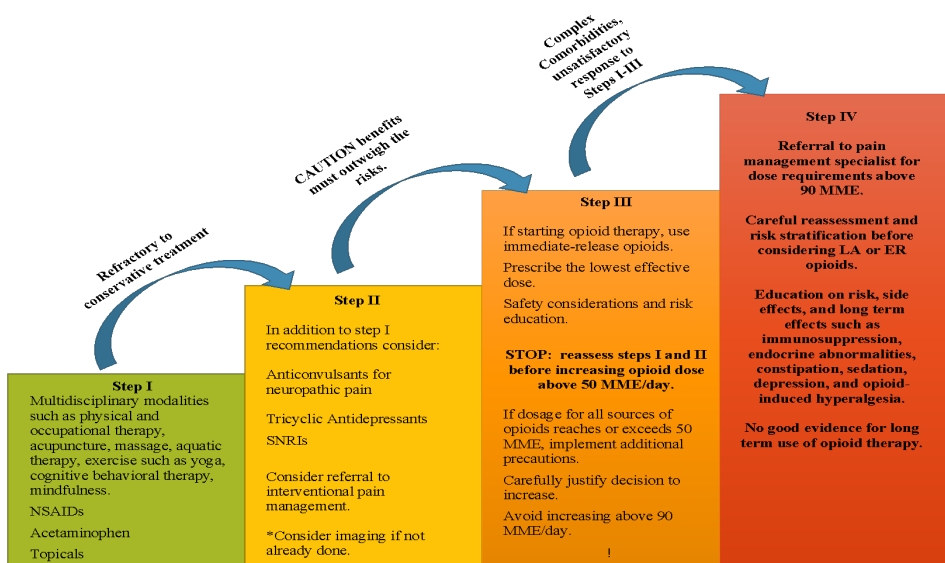 Refractory to
conservative treatment
CAUTION benefits
must outweigh the
risks.
Complex
Comorbidities,
unsatisfactory
response to
Steps I-III
Step I
Multidisciplinary modalities
such as physical and
occupational therapy,
acupuncture, massage, aquatic
therapy, exercise such as yoga,
cognitive behavioral therapy,
mindfulness.
NSAIDs
Acetaminophen
Topicals
Step II
In addition to step I
recommendations consider:
Anticonvulsants for
neuropathic pain
Tricyclic Antidepressants
SNRIs
Consider referral to
interventional pain
management.
*Consider imaging if not
already done.
Step III
If starting opioid therapy, use
immediate-release opioids.
Prescribe the lowest effective
dose.
Safety considerations and risk
education.
STOP:  reassess steps I and II
before increasing opioid dose
above 50 MME/day.
If dosage for all sources of
opioids reaches or exceeds 50
MME, implement additional
precautions.
Carefully justify decision to
increase.
Avoid increasing above 90
MME/day.
!
Step IV
Referral to pain
management specialist for
dose requirements above
90 MME.
Careful reassessment and
risk stratification before
considering LA or ER
opioids.
Education on risk, side
effects, and long term
effects such as
immunosuppression,
endocrine abnormalities,
constipation, sedation,
depression, and opioid-
induced hyperalgesia.
No good evidence for long
term use of opioid therapy.